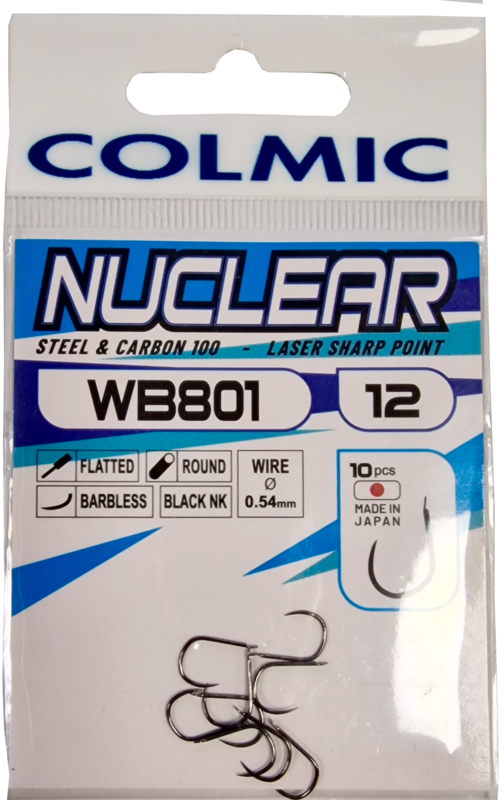 COLMIC
NUCLEAR
STEEL & CARBON 100 - LASER SHARP POINT
WB801 12
FLATTED ROUND
BARBLESS BLACK NK
WIRE
Ø
0.54mm
10pcs
MADE IN
JAPAN